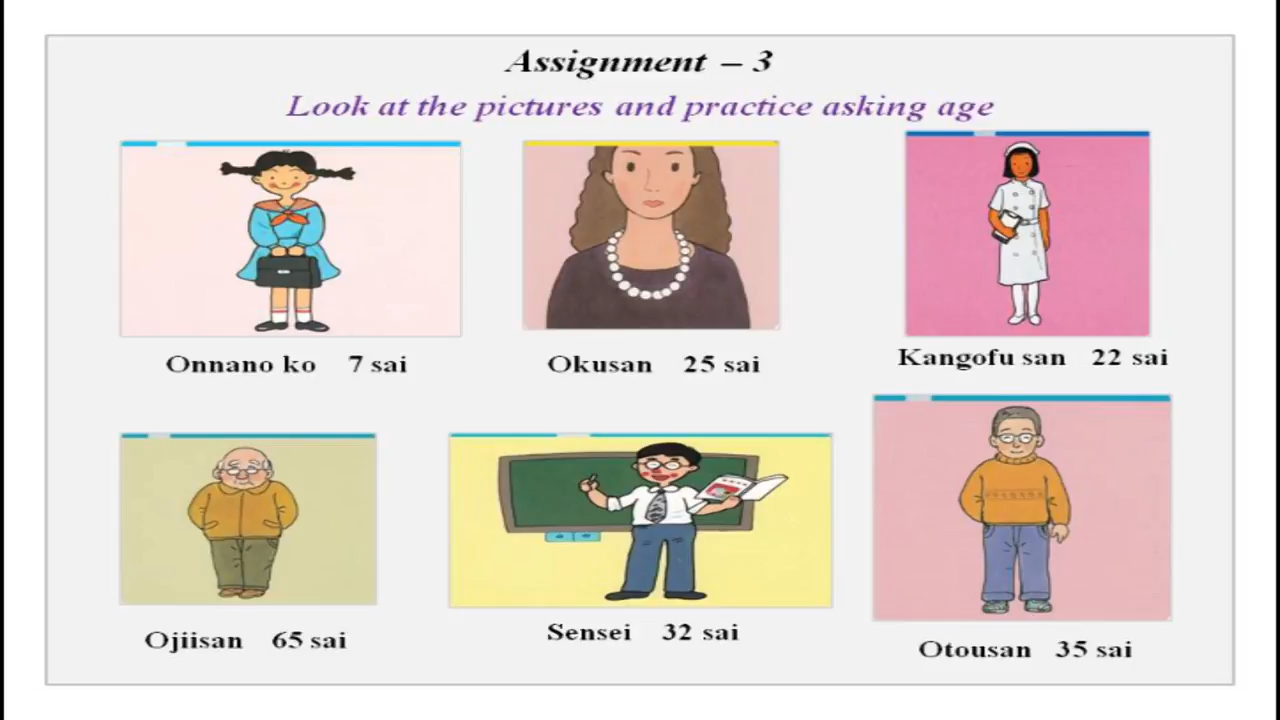 Assignment – 3
Look at the pictures and practice asking age
Onnano ko 7 sai
Okusan 25 sai
Kangofu san 22 sai
Ojiisan 65 sai
Sensei 32 sai
Otousan 35 sai